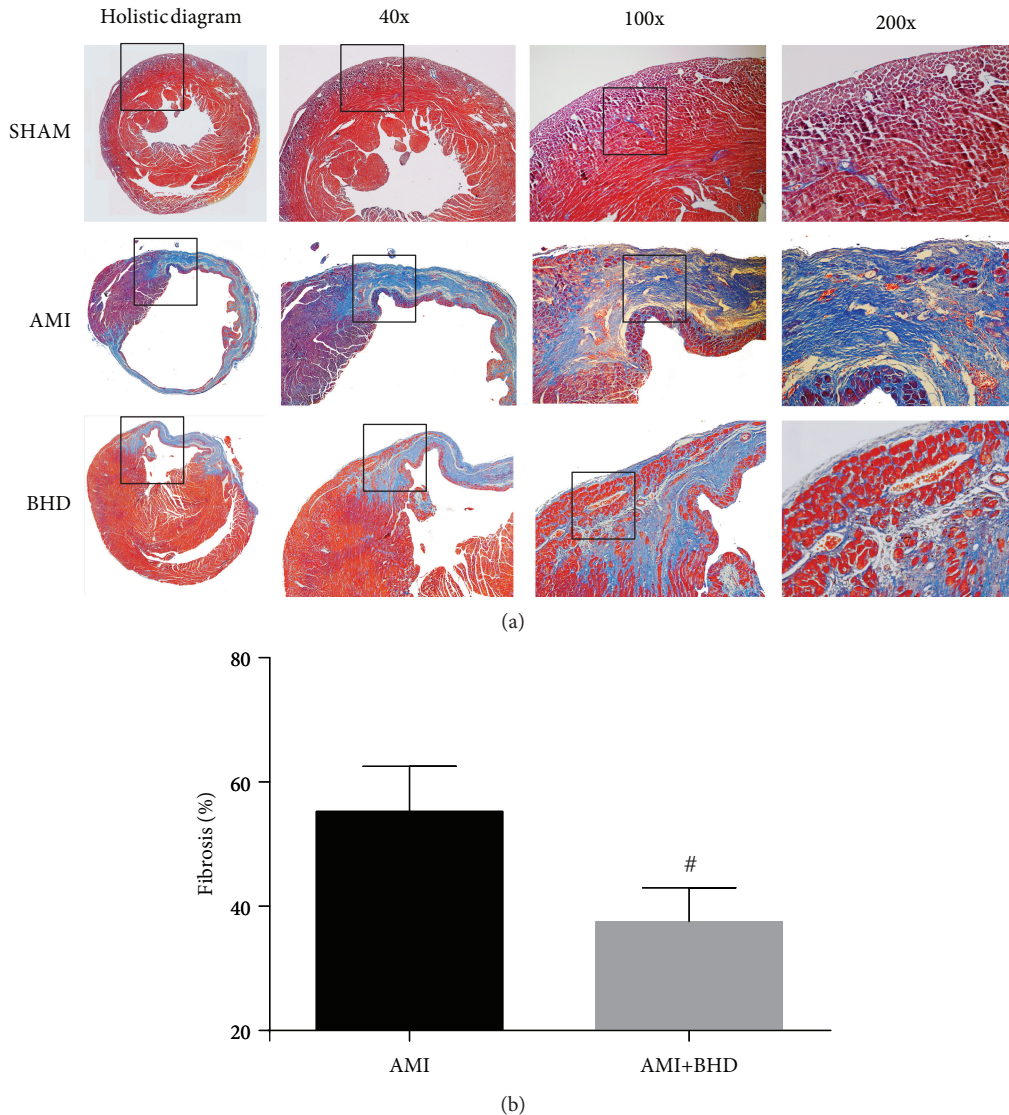 Holistic diagram 40x 100x 200x
SHAM
AMI
BHD
(a)
80
60
40
20
Fibrosis (%)
#
AMI AMI+BHD
(b)